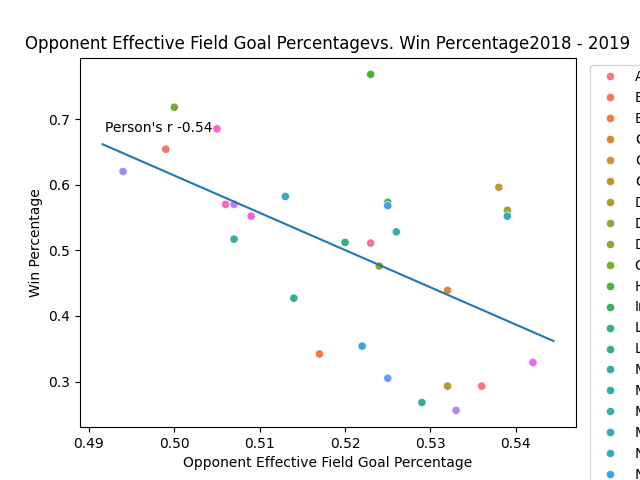 Opponent Effective Field Goal Percentagevs. Win Percentage2018 - 2019
Person's r -0.54
Win Percentage
0.7
0.6
0.5
0.4
0.3
0.49 0.50 0.51 0.52 0.53 0.54
Opponent Effective Field Goal Percentage